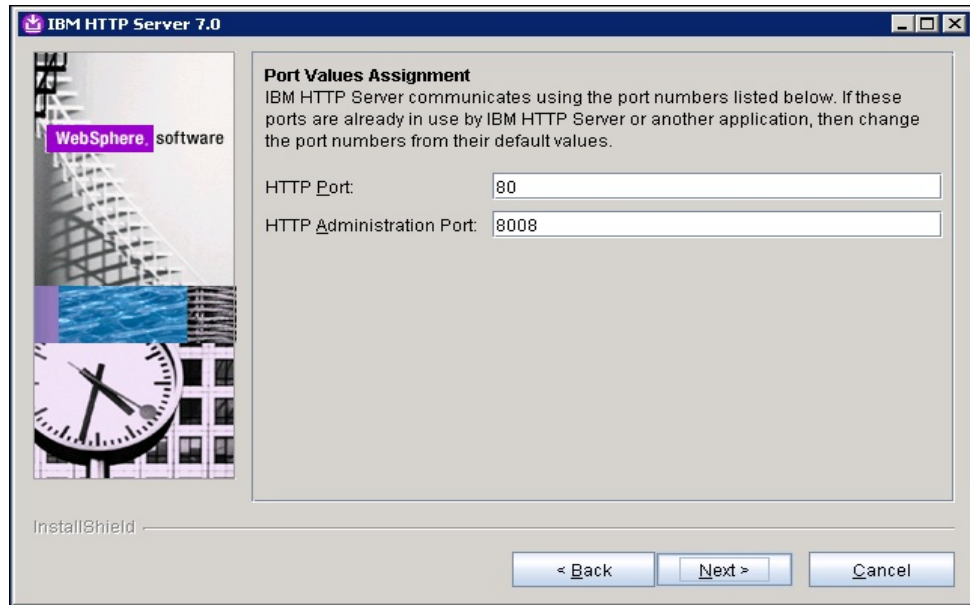 IBM HTTP Server 7.0
WebSphere. software
Port Values Assignment
IBM HTTP Server communicates using the port numbers listed below. If these
ports are already in use by IBM HTTP Server or another application, then change
the port numbers from their default values.
HTTP Port: 80
HTTP Administration Port: 8008
InstallShield
< Back Next > Cancel